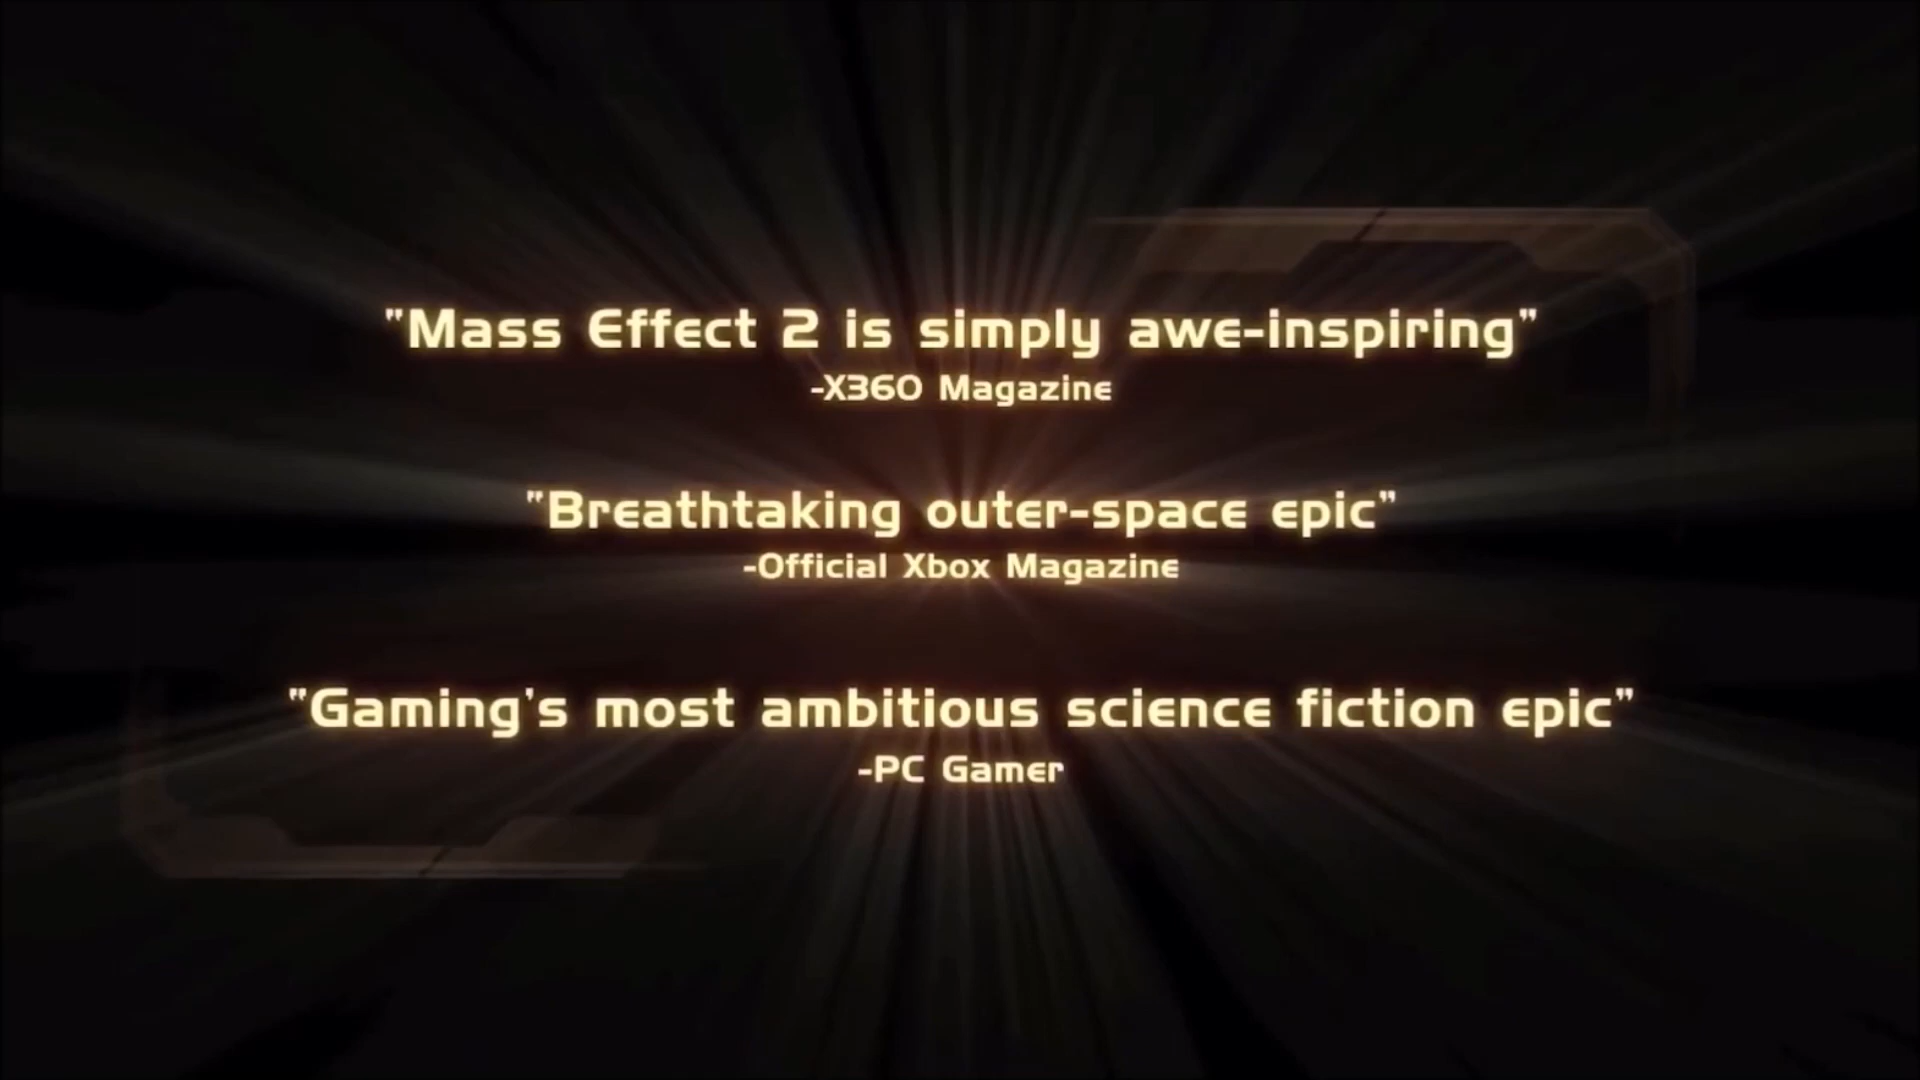 "Mass Effect 2 is simply awe-inspiring"
-X360 Magazine
"Breathtaking outer-space epic"
-Official Xbox Magazine
"Gaming's most ambitious science fiction epic"
-PC Gamer